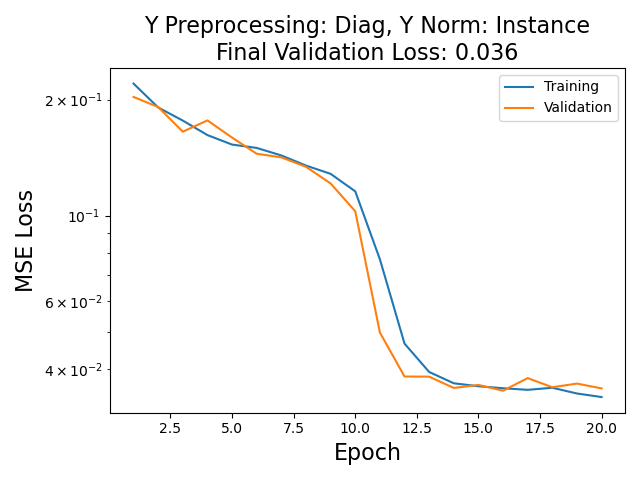 Y Preprocessing: Diag, Y Norm: Instance
Final Validation Loss: 0.036
Training
Validation
2 × 10⁻¹
10⁻¹
6 × 10⁻²
4 × 10⁻²
MSE Loss
2.5 5.0 7.5 10.0 12.5 15.0 17.5 20.0
Epoch